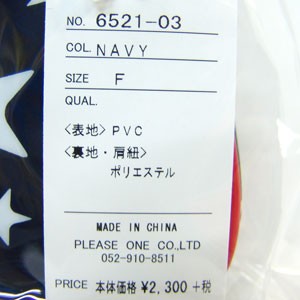 NO. 6521-03
COL. NAVY
SIZE F
QUAL.
〈表地〉PVC
〈裏地・肩紐〉
ポリエステル
MADE IN CHINA
PLEASE ONE CO.,LTD
052-910-8511
PRICE 本体価格 ¥2,300 +税